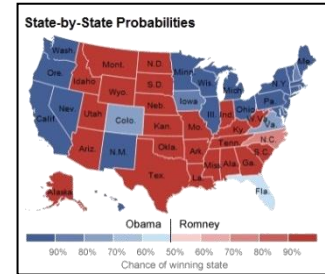 State-by-State Probabilities
Wash.
Mont.
N.D.
Minn.
Me.
Ore.
Idaho
S.D.
Wis.
Mich.
N.Y.
Wyo.
Neb.
Iowa
Pa.
Nev.
Utah
Colo.
Ill.
Ind.
Ohio
Calif.
Kan.
Mo.
Ky.
W.Va.
Va.
Ariz.
N.M.
Okla.
Ark.
Tenn.
N.C.
S.C.
Tex.
La.
Miss.
Ala.
Ga.
Alaska
Fla.
Obama Romney
90% 80% 70% 60% 50% 60% 70% 80% 90%
Chance of winning state